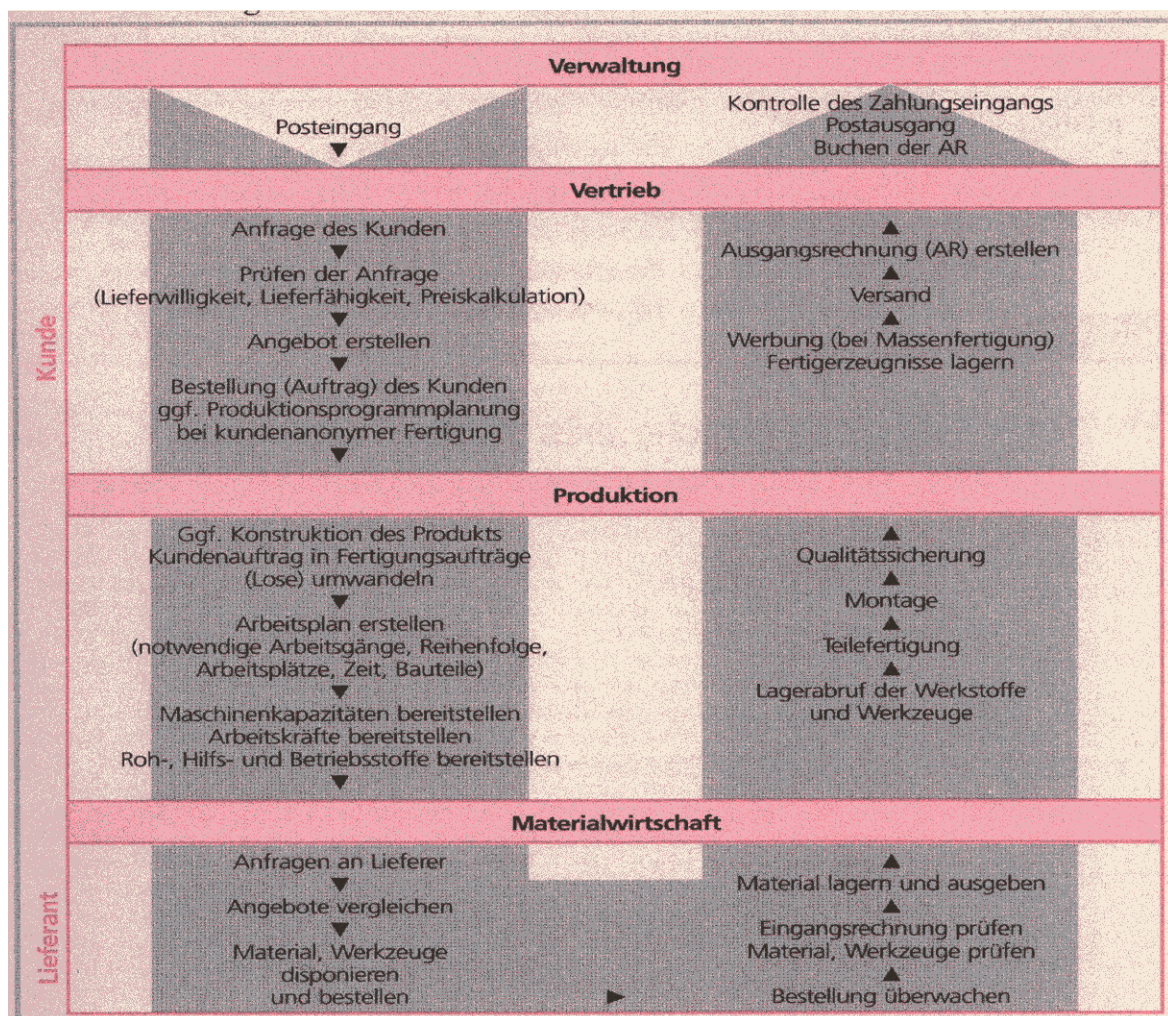 Verwaltung
Posteingang
Kontrolle des Zahlungseingangs
Postausgang
Buchen der AR
Vertrieb
Anfrage des Kunden
Prüfen der Anfrage
(Lieferwilligkeit, Lieferfähigkeit, Preiskalkulation)
Angebot erstellen
Bestellung (Auftrag) des Kunden
ggf. Produktionsprogrammplanung
bei kundenanonymer Fertigung
Ausgangsrechnung (AR) erstellen
Versand
Werbung (bei Massenfertigung)
Fertigerzeugnisse lagern
Kunde
Produktion
Ggf. Konstruktion des Produkts
Kundenauftrag in Fertigungsaufträge
(Lose) umwandeln
Arbeitsplan erstellen
(notwendige Arbeitsgänge, Reihenfolge,
Arbeitsplätze, Zeit, Bauteile)
Maschinenkapazitäten bereitstellen
Arbeitskräfte bereitstellen
Roh-, Hilfs- und Betriebsstoffe bereitstellen
Qualitätssicherung
Montage
Teilefertigung
Lagerabruf der Werkstoffe
und Werkzeuge
Materialwirtschaft
Anfragen an Lieferer
Angebote vergleichen
Material, Werkzeuge
disponieren
und bestellen
Material lagern und ausgeben
Eingangsrechnung prüfen
Material, Werkzeuge prüfen
Bestellung überwachen
Lieferant